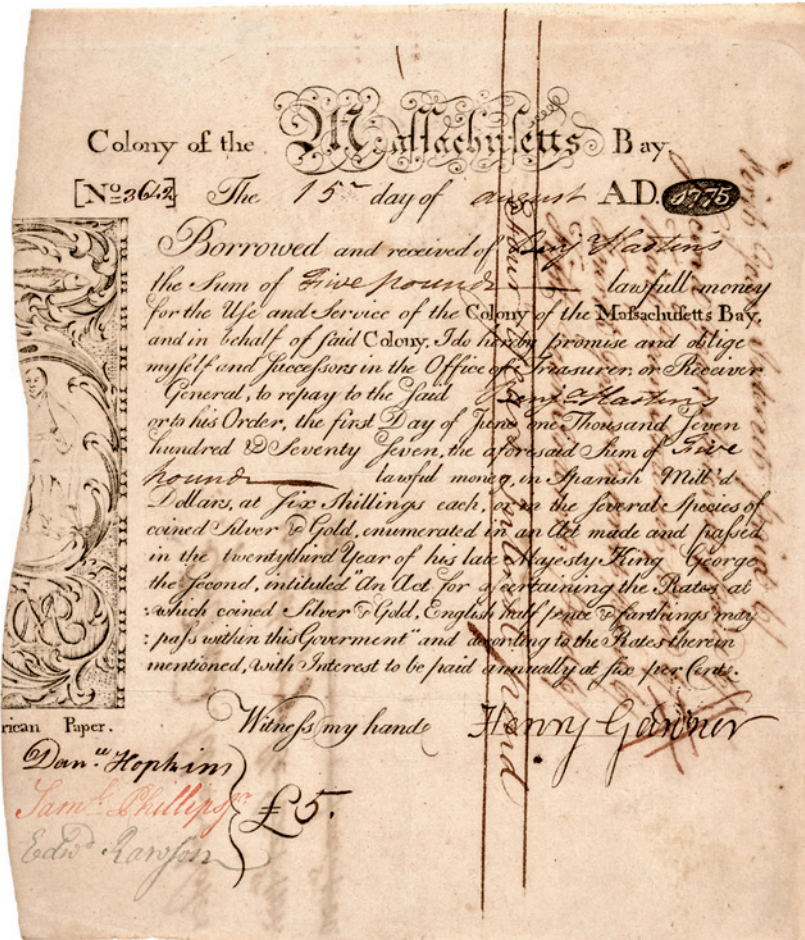 Colony of the Massachusetts Bay.
[No 3642] The 15 day of august A.D. 1775
Borrowed and received of Benj Hastins
the Sum of Five pounds lawfull money
for the Use and Service of the Colony of the Massachusetts Bay,
and in behalf of said Colony, I do hereby promise and oblige
myself and Successors in the Office of Treasurer, or Receiver
General, to repay to the said Benj Hastins
or to his Order, the first Day of June one Thousand Seven
hundred & Seventy Seven, the aforesaid Sum of Five
pounds lawful money, in Spanish Mill'd
Dollars, at Six Shillings each, or in the several Species of
coined Silver & Gold, enumerated in an Act made and passed
in the twentythird Year of his late Majesty King George
the Second, intituled "An Act for ascertaining the Rates at
:which coined Silver & Gold, English half pence & farthings may
:pass within this Goverment" and according to the Rates therein
mentioned, with Interest to be paid annually at six per Cent.
Witness my hand Henry Gardner
rican Paper.
Danll Hopkins
Saml Phillips jr
Edwd Rawson
£5.